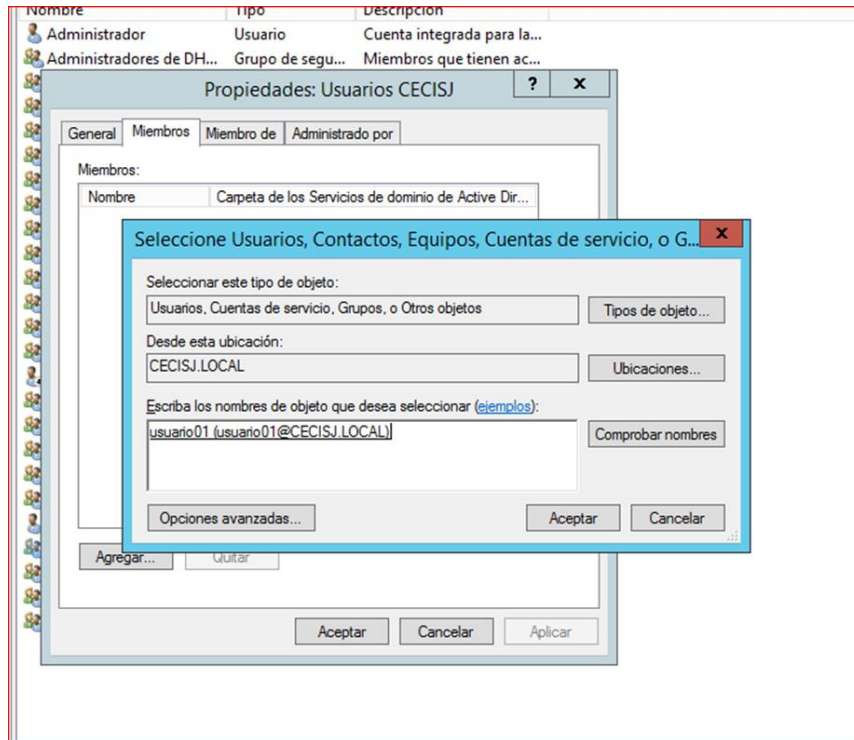 Nombre Tipo Descripción
Administrador Usuario Cuenta integrada para la...
Administradores de DH... Grupo de segu... Miembros que tienen ac...
Propiedades: Usuarios CECISJ ? x
General Miembros Miembro de Administrado por
Miembros:
Nombre Carpeta de los Servicios de dominio de Active Dir...
Seleccione Usuarios, Contactos, Equipos, Cuentas de servicio, o G... x
Seleccionar este tipo de objeto:
Usuarios, Cuentas de servicio, Grupos, o Otros objetos Tipos de objeto...
Desde esta ubicación:
CECISJ.LOCAL Ubicaciones...
Escriba los nombres de objeto que desea seleccionar (ejemplos):
usuario01 (usuario01@CECISJ.LOCAL) Comprobar nombres
Opciones avanzadas... Aceptar Cancelar
Agregar... Quitar
Aceptar Cancelar Aplicar